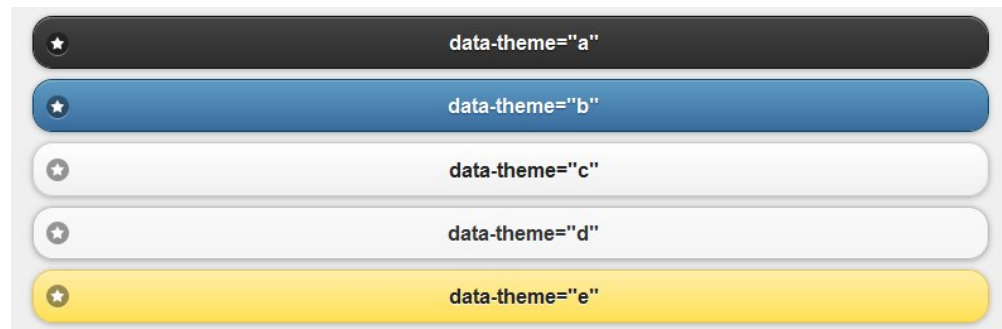 data-theme="a"
data-theme="b"
data-theme="c"
data-theme="d"
data-theme="e"